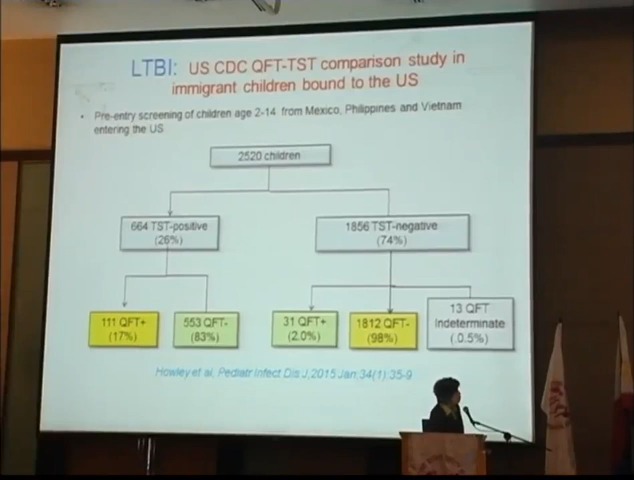 LTBI: US CDC QFT-TST comparison study in
immigrant children bound to the US
• Pre-entry screening of children age 2-14 from Mexico, Philippines and Vietnam
entering the US
2520 children
664 TST-positive
(26%)
1856 TST-negative
(74%)
111 QFT+
(17%)
553 QFT-
(83%)
31 QFT+
(2.0%)
1812 QFT-
(98%)
13 QFT
Indeterminate
(.0.5%)
Howley et al, Pediatr Infect Dis J, 2015 Jan;34(1):35-9